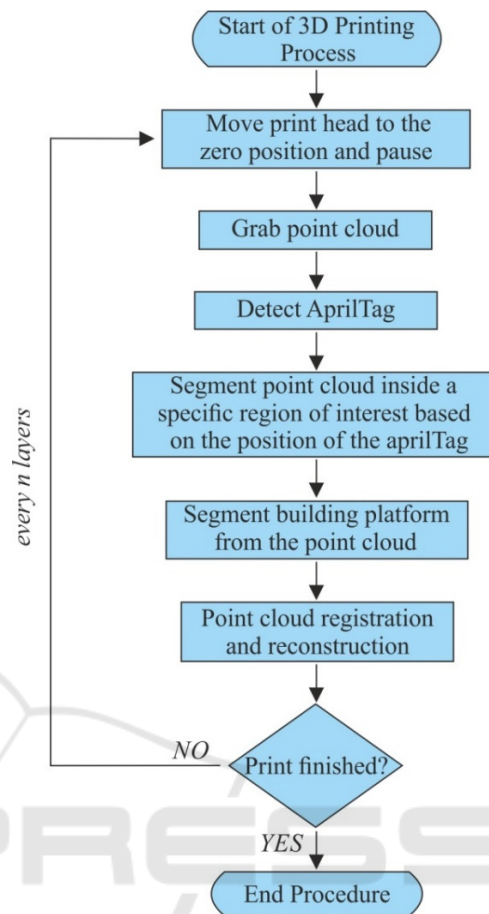 Start of 3D Printing
Process
Move print head to the
zero position and pause
Grab point cloud
Detect AprilTag
Segment point cloud inside a
specific region of interest based
on the position of the aprilTag
every n layers
Segment building platform
from the point cloud
Point cloud registration
and reconstruction
NO
Print finished?
YES
End Procedure
PRESS